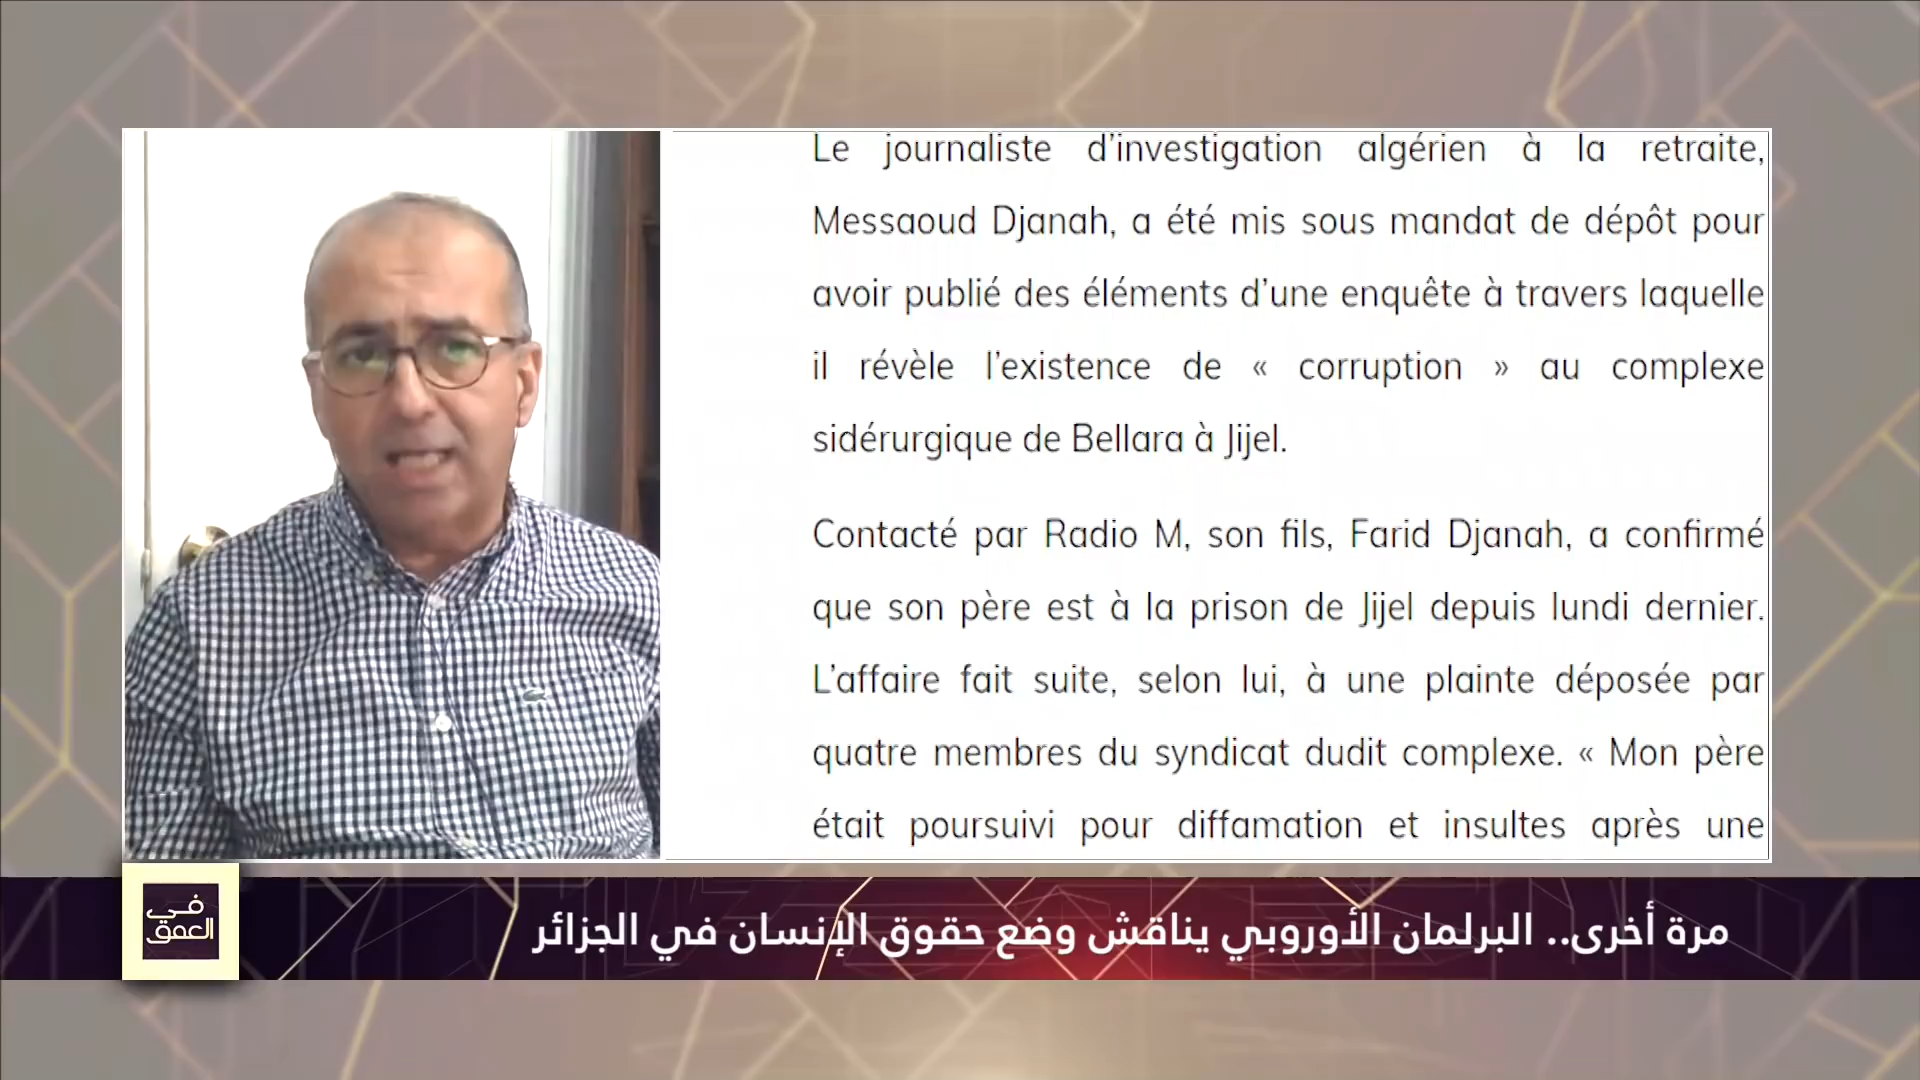 Le journaliste d’investigation algérien à la retraite,
Messaoud Djanah, a été mis sous mandat de dépôt pour
avoir publié des éléments d’une enquête à travers laquelle
il révèle l’existence de « corruption » au complexe
sidérurgique de Bellara à Jijel.
Contacté par Radio M, son fils, Farid Djanah, a confirmé
que son père est à la prison de Jijel depuis lundi dernier.
L’affaire fait suite, selon lui, à une plainte déposée par
quatre membres du syndicat dudit complexe. « Mon père
était poursuivi pour diffamation et insultes après une
في
العمق
مرة أخرى.. البرلمان الأوروبي يناقش وضع حقوق الإنسان في الجزائر